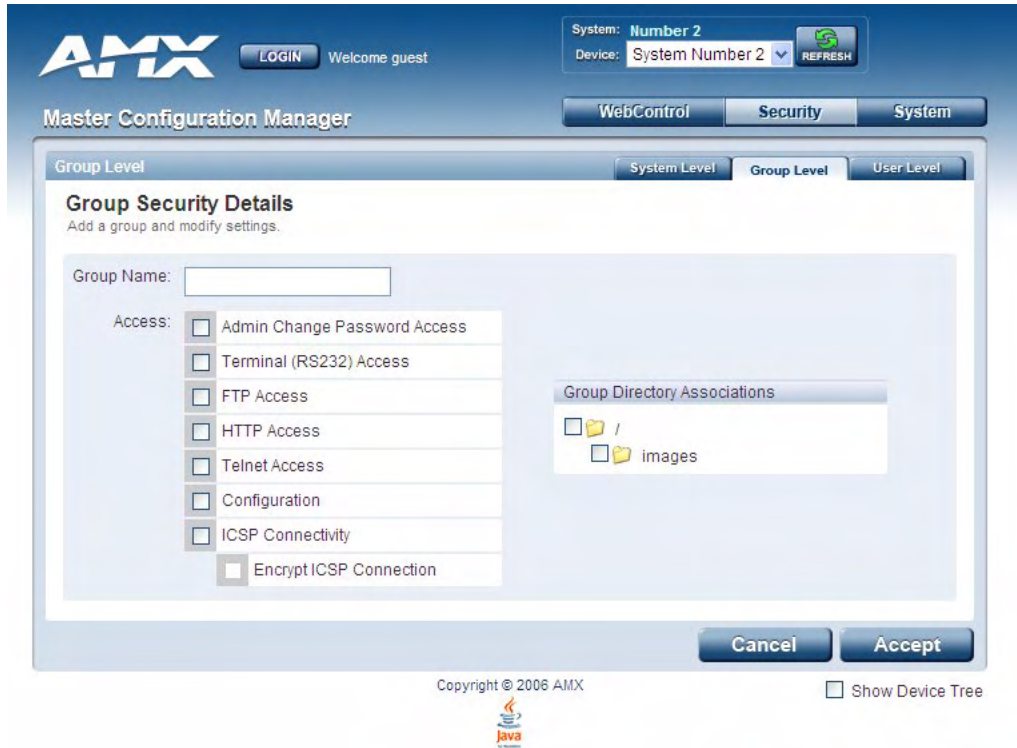 AMX
LOGIN
Welcome guest
System: Number 2
Device: System Number 2
REFRESH
Master Configuration Manager
WebControl
Security
System
Group Level
System Level
Group Level
User Level
Group Security Details
Add a group and modify settings.
Group Name:
Access:
Admin Change Password Access
Terminal (RS232) Access
FTP Access
HTTP Access
Telnet Access
Configuration
ICSP Connectivity
Encrypt ICSP Connection
Group Directory Associations
/
images
Cancel
Accept
Copyright © 2006 AMX
Show Device Tree
Java